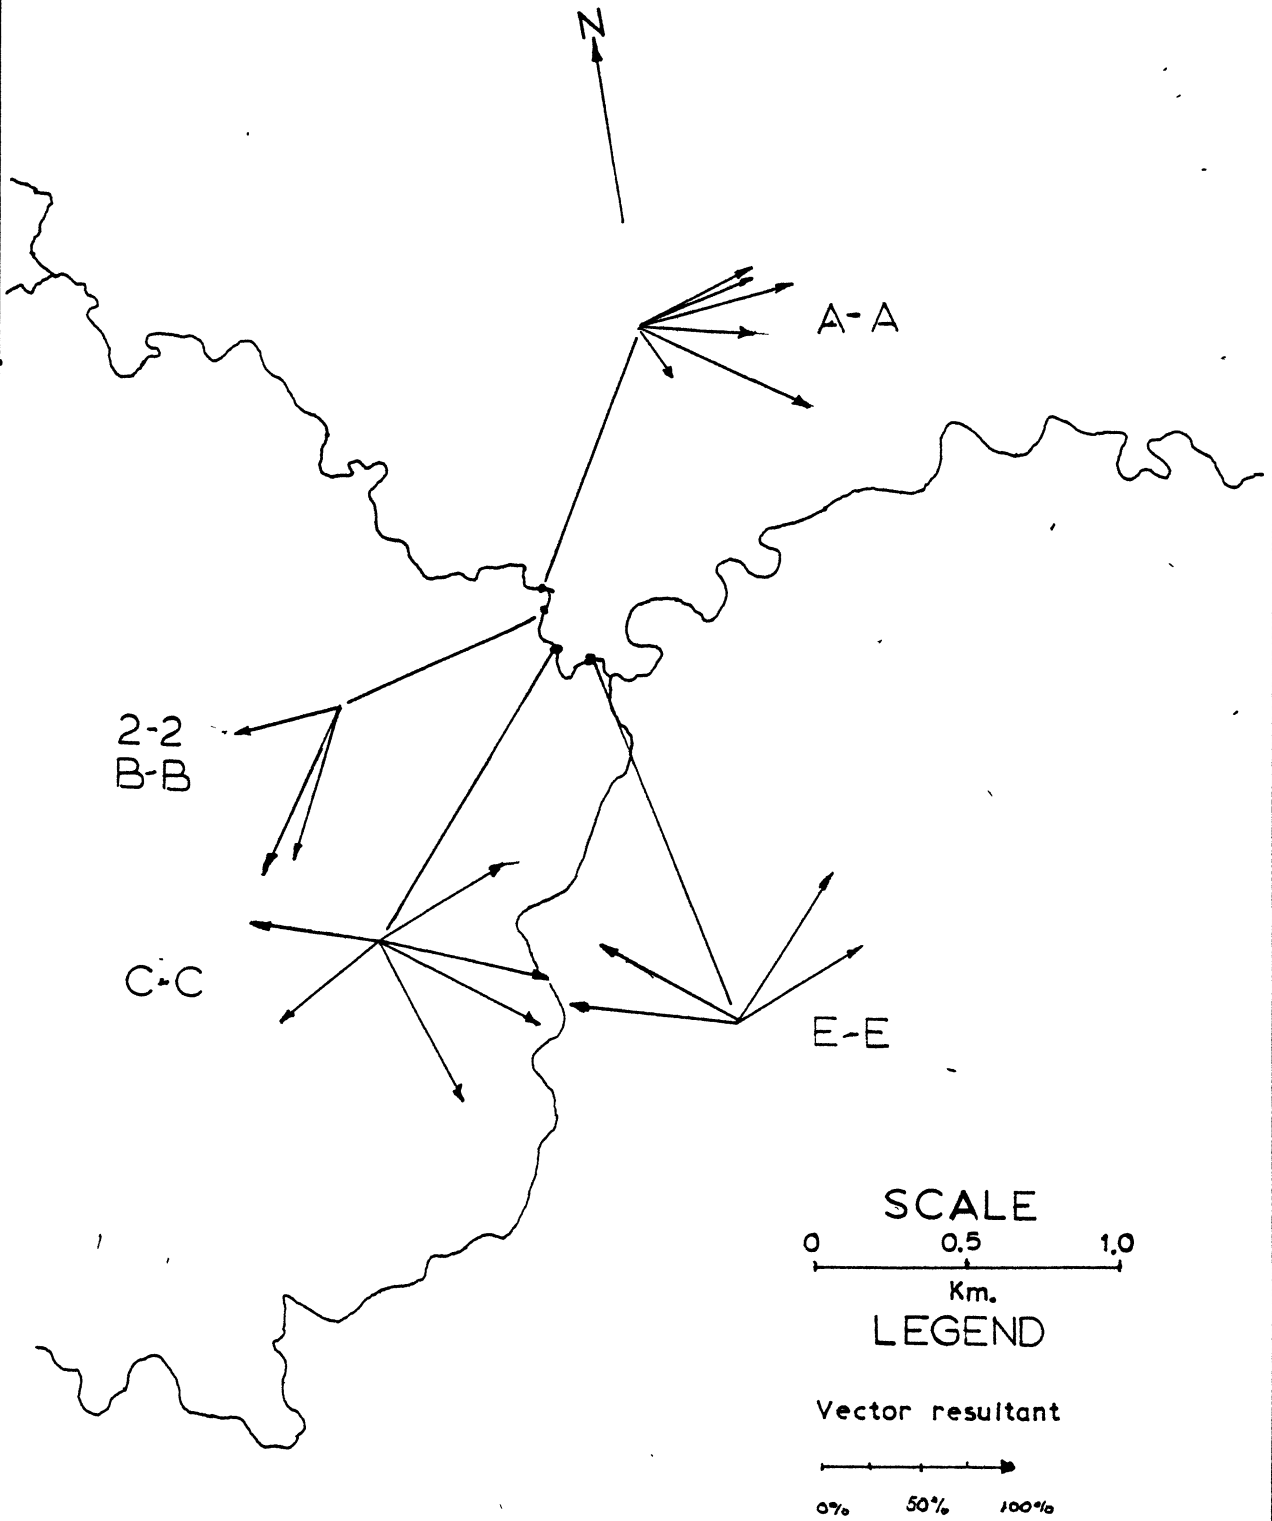 N
A-A
2-2
B-B
C-C
E-E
SCALE
0 0.5 1.0
Km.
LEGEND
Vector resultant
0% 50% 100%